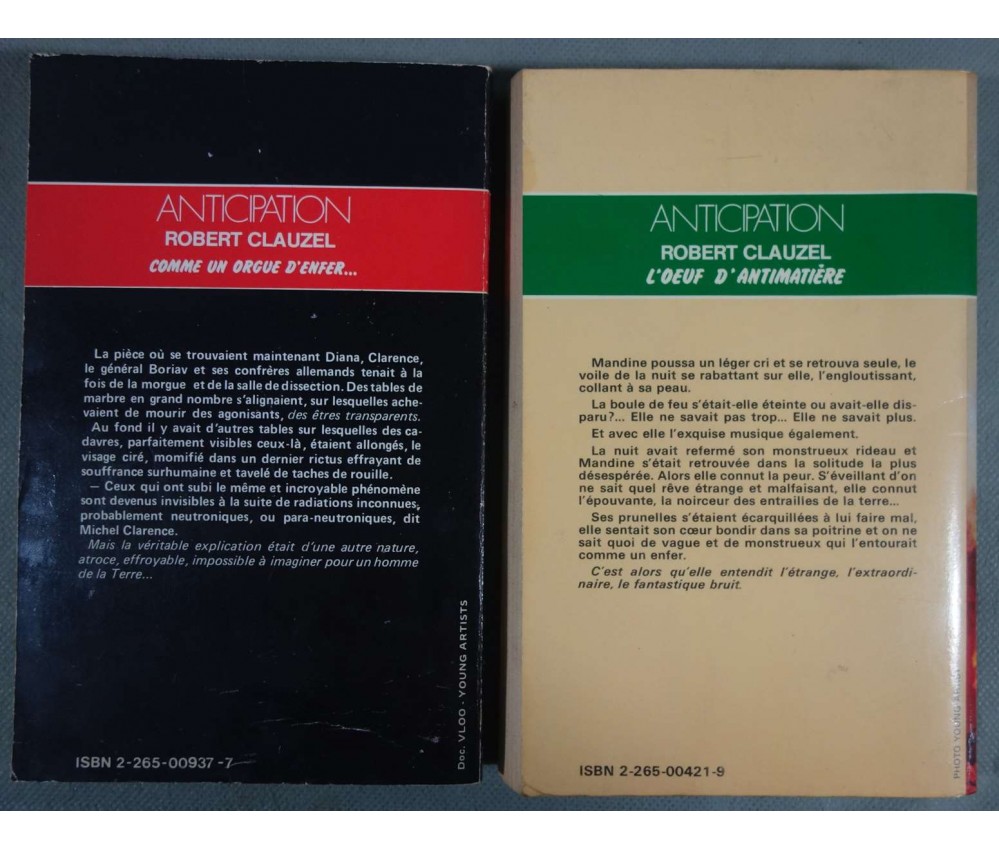 ANTICIPATION
ROBERT CLAUZEL
COMME UN ORGUE D'ENFER...
La pièce où se trouvaient maintenant Diana, Clarence,
le général Boriav et ses confrères allemands tenait à la
fois de la morgue et de la salle de dissection. Des tables de
marbre en grand nombre s'alignaient, sur lesquelles ache-
vaient de mourir des agonisants, des êtres transparents.
Au fond il y avait d'autres tables sur lesquelles des ca-
davres, parfaitement visibles ceux-là, étaient allongés, le
visage ciré, momifié dans un dernier rictus effrayant de
souffrance surhumaine et tavelé de taches de rouille.
— Ceux qui ont subi le même et incroyable phénomène
sont devenus invisibles à la suite de radiations inconnues,
probablement neutroniques, ou para-neutroniques, dit
Michel Clarence.
Mais la véritable explication était d'une autre nature,
atroce, effroyable, impossible à imaginer pour un homme
de la Terre...
Doc. VLOO - YOUNG ARTISTS
ISBN 2-265-00937-7
ANTICIPATION
ROBERT CLAUZEL
L'OEUF D'ANTIMATIÈRE
Mandine poussa un léger cri et se retrouva seule, le
voile de la nuit se rabattant sur elle, l'engloutissant,
collant à sa peau.
La boule de feu s'était-elle éteinte ou avait-elle dis-
paru?... Elle ne savait pas trop... Elle ne savait plus.
Et avec elle l'exquise musique également.
La nuit avait refermé son monstrueux rideau et
Mandine s'était retrouvée dans la solitude la plus
désespérée. Alors elle connut la peur. S'éveillant d'on
ne sait quel rêve étrange et malfaisant, elle connut
l'épouvante, la noirceur des entrailles de la terre...
Ses prunelles s'étaient écarquillées à lui faire mal,
elle sentait son cœur bondir dans sa poitrine et on ne
sait quoi de vague et de monstrueux qui l'entourait
comme un enfer.
C'est alors qu'elle entendit l'étrange, l'extraordi-
naire, le fantastique bruit.
PHOTO YOUNG
ISBN 2-265-00421-9